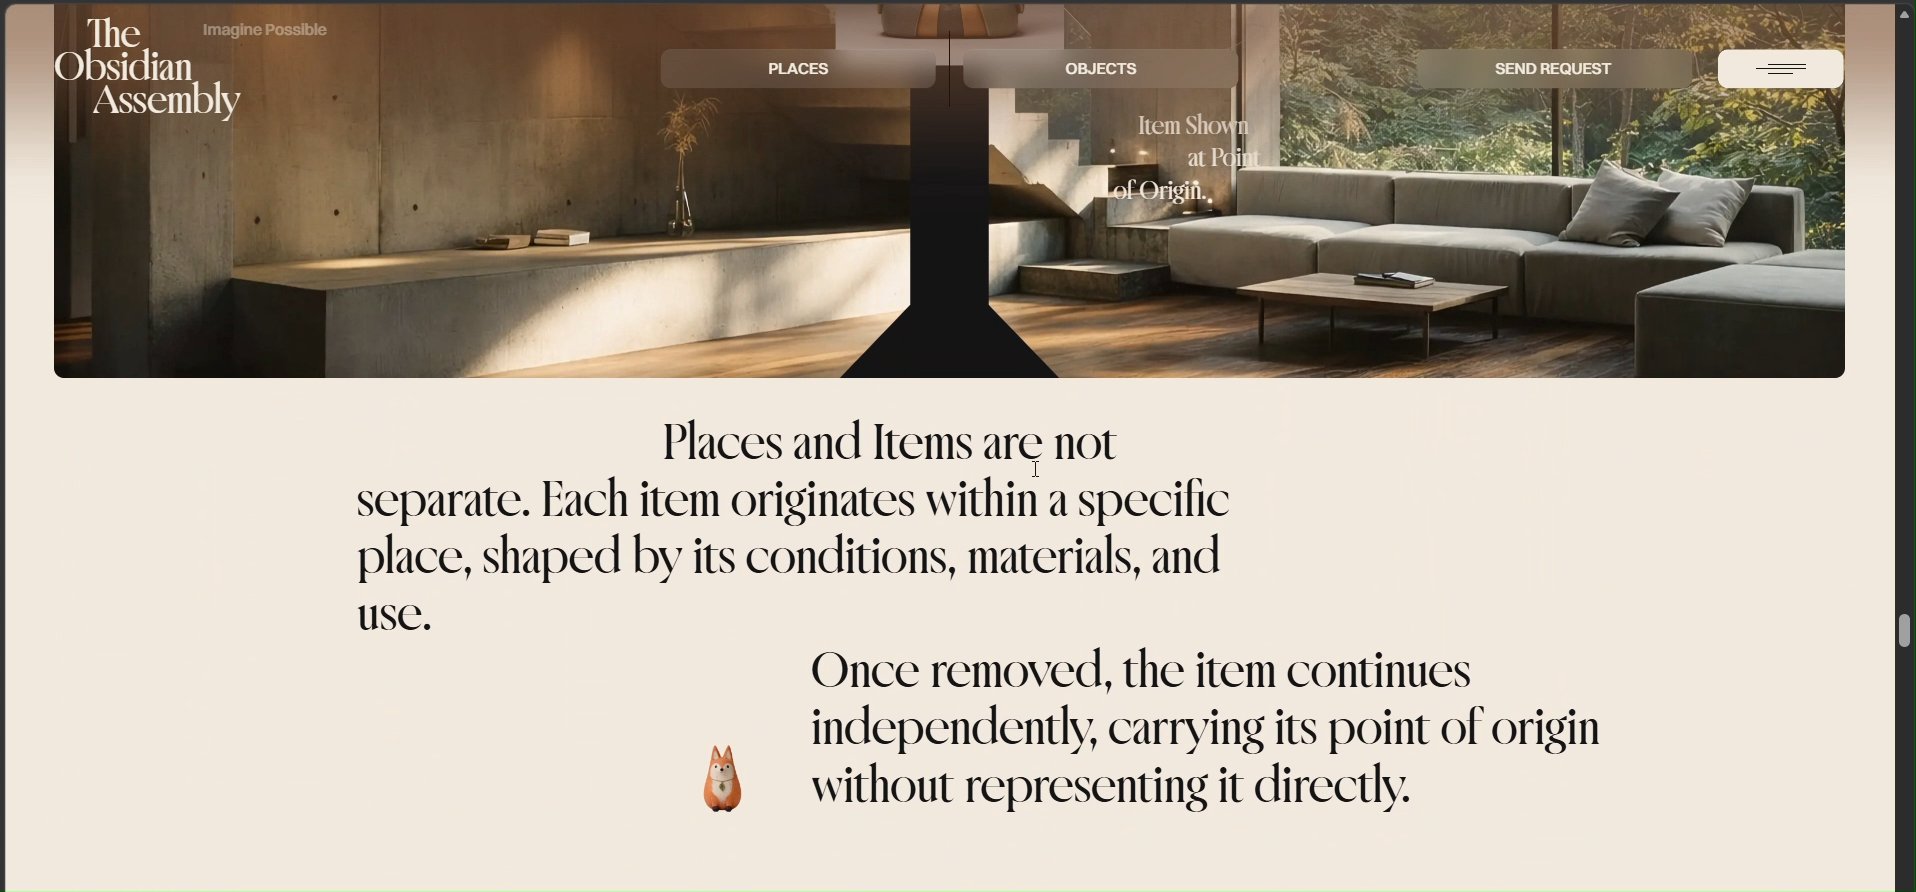 The
Obsidian
Assembly
Imagine Possible
PLACES
OBJECTS
SEND REQUEST
Item Shown
at Point
of Origin.
Places and Items are not
separate. Each item originates within a specific
place, shaped by its conditions, materials, and
use.
Once removed, the item continues
independently, carrying its point of origin
without representing it directly.